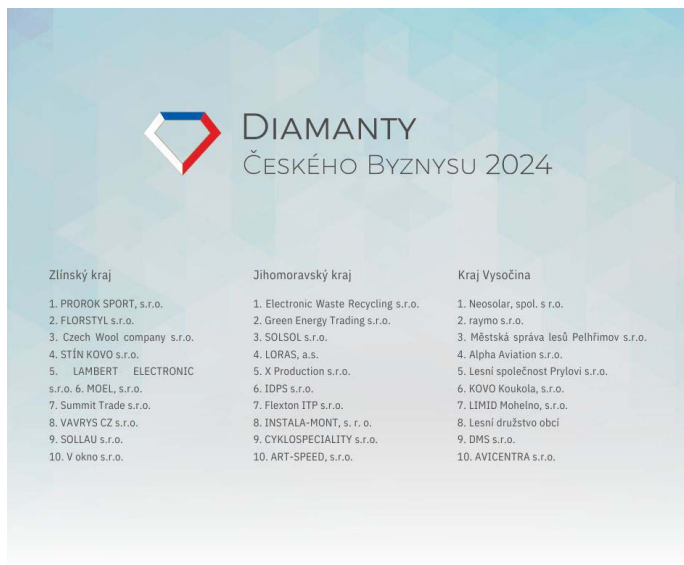 DIAMANTY
ČESKÉHO BYZNYSU 2024
Zlínský kraj
1. PROROK SPORT, s.r.o.
2. FLORSTYL s.r.o.
3. Czech Wool company s.r.o.
4. STÍN KOVO s.r.o.
5. LAMBERT ELECTRONIC
s.r.o. 6. MOEL, s.r.o.
7. Summit Trade s.r.o.
8. VAVRYS CZ s.r.o.
9. SOLLAU s.r.o.
10. V okno s.r.o.
Jihomoravský kraj
1. Electronic Waste Recycling s.r.o.
2. Green Energy Trading s.r.o.
3. SOLSOL s.r.o.
4. LORAS, a.s.
5. X Production s.r.o.
6. IDPS s.r.o.
7. Flexton ITP s.r.o.
8. INSTALA-MONT, s. r. o.
9. CYKLOSPECIALITY s.r.o.
10. ART-SPEED, s.r.o.
Kraj Vysočina
1. Neosolar, spol. s r.o.
2. raymo s.r.o.
3. Městská správa lesů Pelhřimov s.r.o.
4. Alpha Aviation s.r.o.
5. Lesní společnost Prylovi s.r.o.
6. KOVO Koukola, s.r.o.
7. LIMID Mohelno, s.r.o.
8. Lesní družstvo obcí
9. DMS s.r.o.
10. AVICENTRA s.r.o.